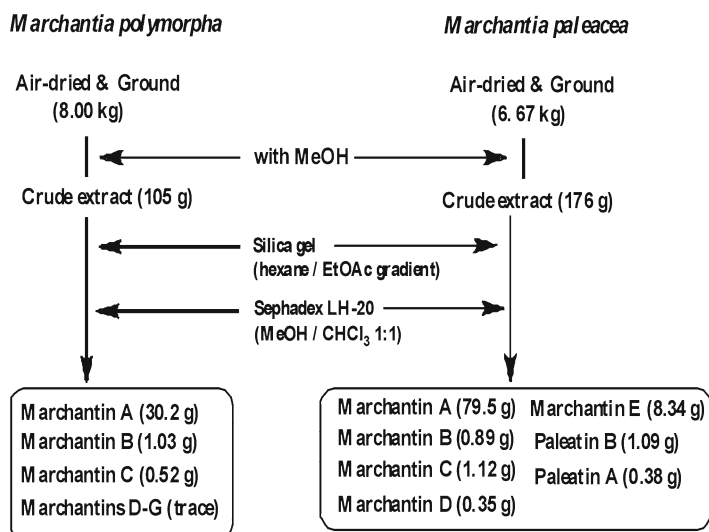 Marchantia polymorpha
Air-dried & Ground
(8.00 kg)
Marchantia paleacea
Air-dried & Ground
(6. 67 kg)
with MeOH
Crude extract (105 g)
Crude extract (176 g)
Silica gel
(hexane / EtOAc gradient)
Sephadex LH-20
(MeOH / CHCl₃ 1:1)
Marchantin A (30.2 g)
Marchantin B (1.03 g)
Marchantin C (0.52 g)
Marchantins D-G (trace)
Marchantin A (79.5 g)
Marchantin B (0.89 g)
Marchantin C (1.12 g)
Marchantin D (0.35 g)
Marchantin E (8.34 g)
Paleatin B (1.09 g)
Paleatin A (0.38 g)